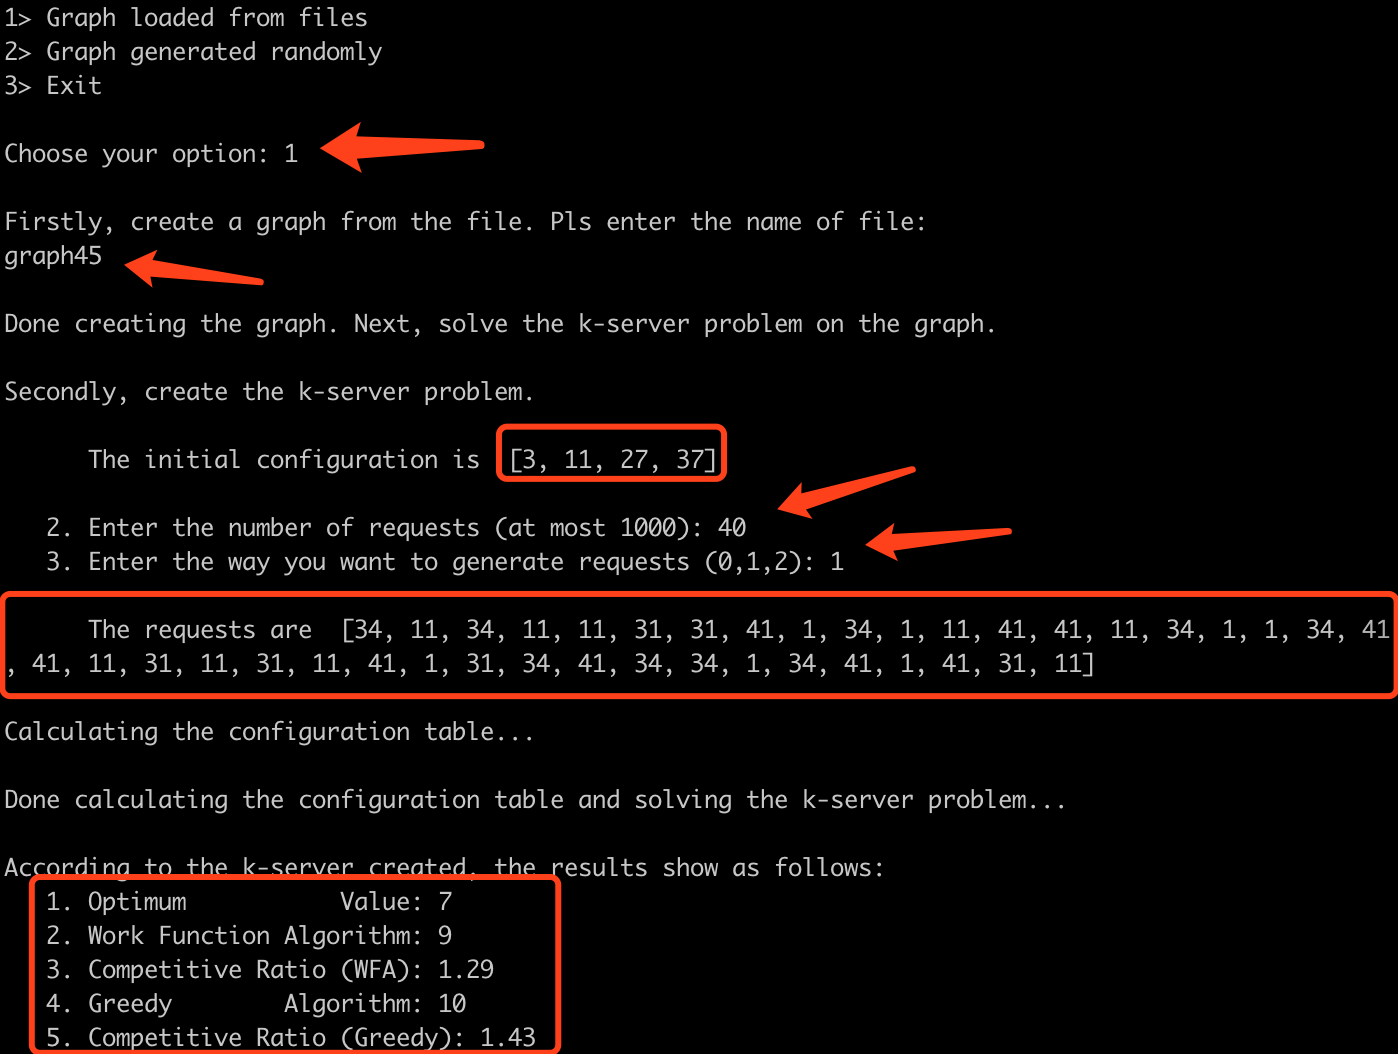 1> Graph loaded from files
2> Graph generated randomly
3> Exit
Choose your option: 1
Firstly, create a graph from the file. Pls enter the name of file:
graph45
Done creating the graph. Next, solve the k-server problem on the graph.
Secondly, create the k-server problem.
The initial configuration is [3, 11, 27, 37]
2. Enter the number of requests (at most 1000): 40
3. Enter the way you want to generate requests (0,1,2): 1
The requests are [34, 11, 34, 11, 11, 31, 31, 41, 1, 34, 1, 11, 41, 41, 11, 34, 1, 1, 34, 41
, 41, 11, 31, 11, 31, 11, 41, 1, 31, 34, 41, 34, 34, 1, 34, 41, 1, 41, 31, 11]
Calculating the configuration table...
Done calculating the configuration table and solving the k-server problem...
According to the k-server created, the results show as follows:
1. Optimum Value: 7
2. Work Function Algorithm: 9
3. Competitive Ratio (WFA): 1.29
4. Greedy Algorithm: 10
5. Competitive Ratio (Greedy): 1.43